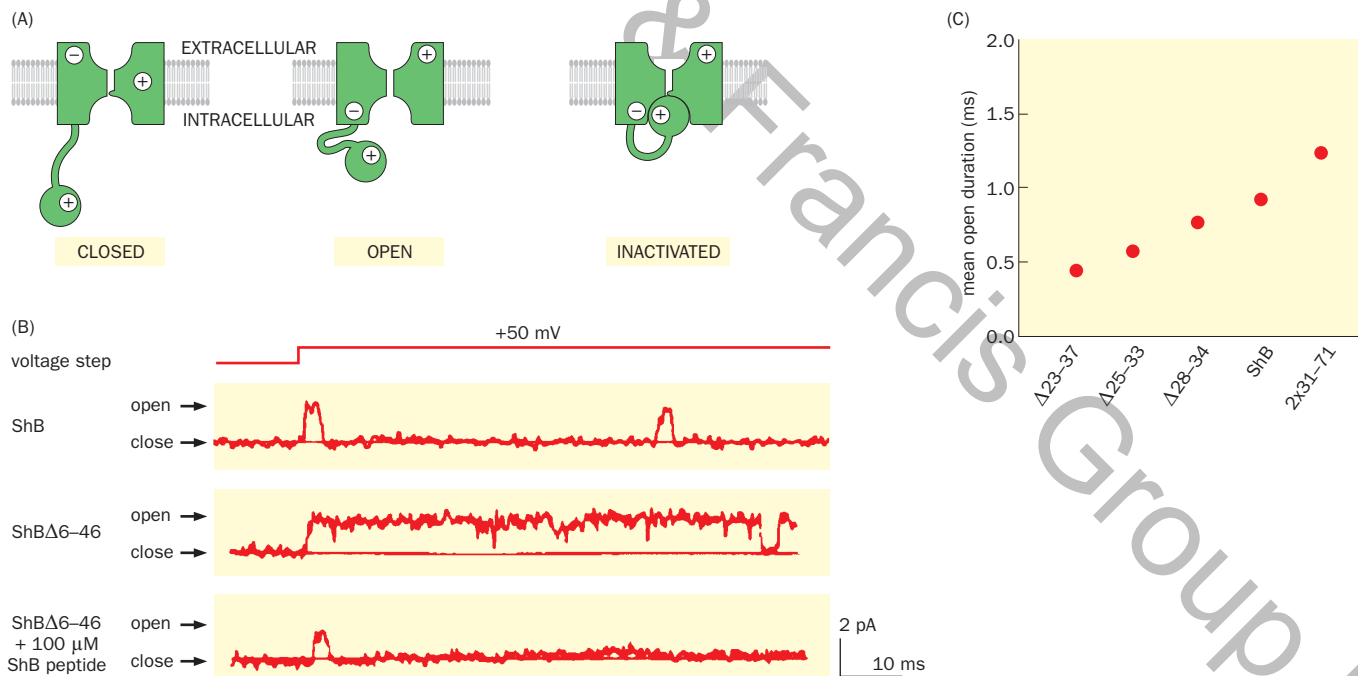 (A)
EXTRACELLULAR
INTRACELLULAR
− + +
− + +
− + +
CLOSED
OPEN
INACTIVATED
(B)
voltage step
+50 mV
ShB
open
close
ShBΔ6–46
open
close
ShBΔ6–46
+ 100 μM
ShB peptide
open
close
2 pA
10 ms
(C)
mean open duration (ms)
2.0
1.5
1.0
0.5
0.0
Δ23–37
Δ25–33
Δ28–34
ShB
2x31–71
& Francis Group